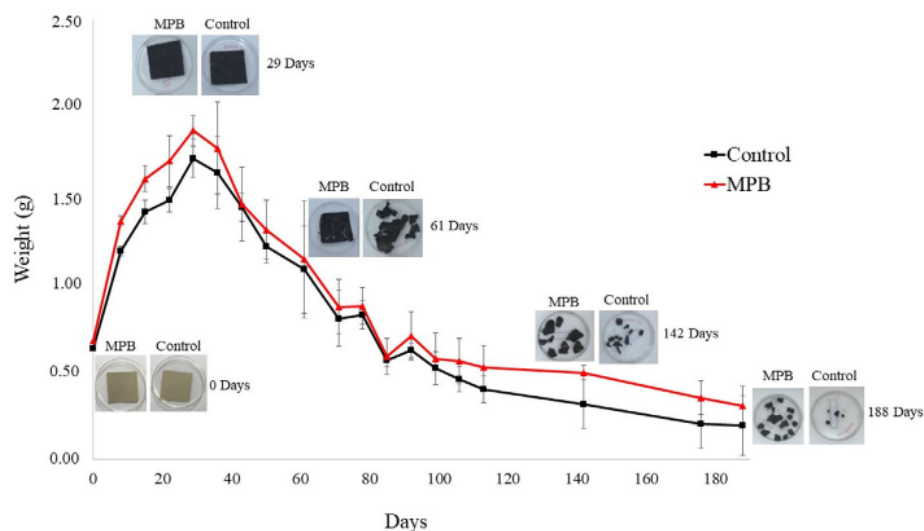 2.50
MPB Control
29 Days
2.00
Control
MPB
MPB Control
1.50
61 Days
Weight (g)
1.00
MPB Control
142 Days
MPB Control
0.50
0 Days
MPB Control
188 Days
0.00
0 20 40 60 80 100 120 140 160 180
Days